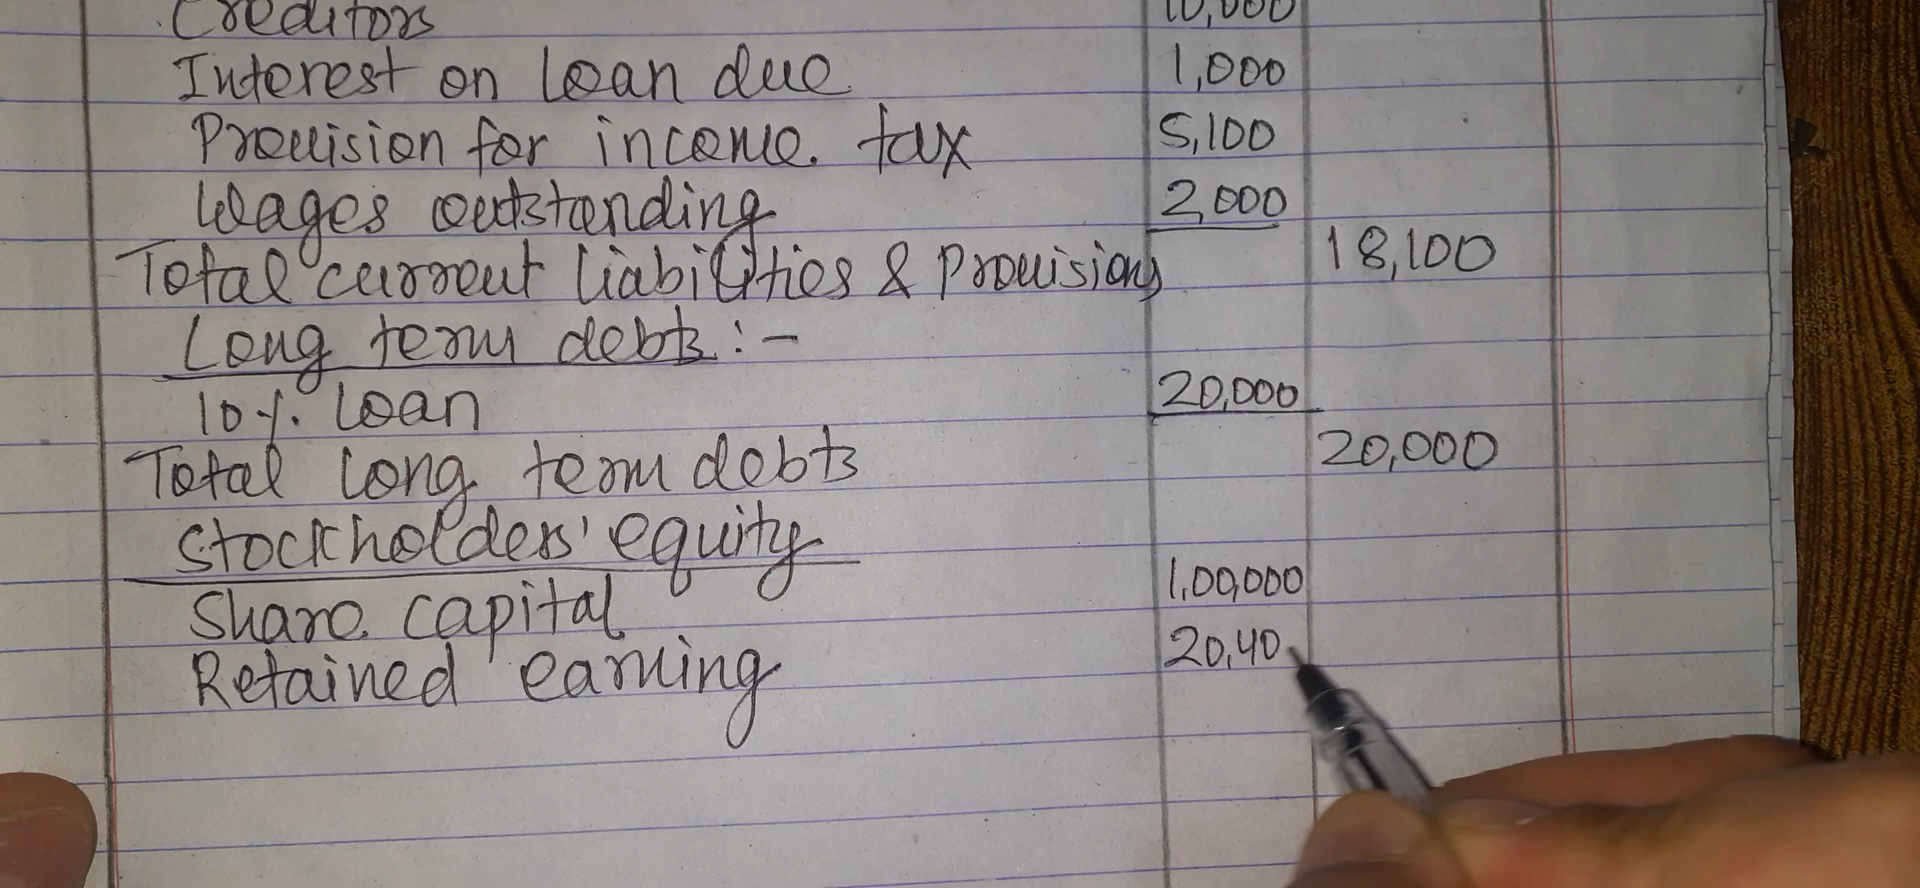 Creditors 10,000
Interest on loan due 1,000
Provision for income tax 5,100
Wages outstanding 2,000
Total current liabilities & provisions 18,100
Long term debts :-
10% Loan 20,000
Total long term debts 20,000
Stockholders' equity
Share capital 1,00,000
Retained earning 20,40